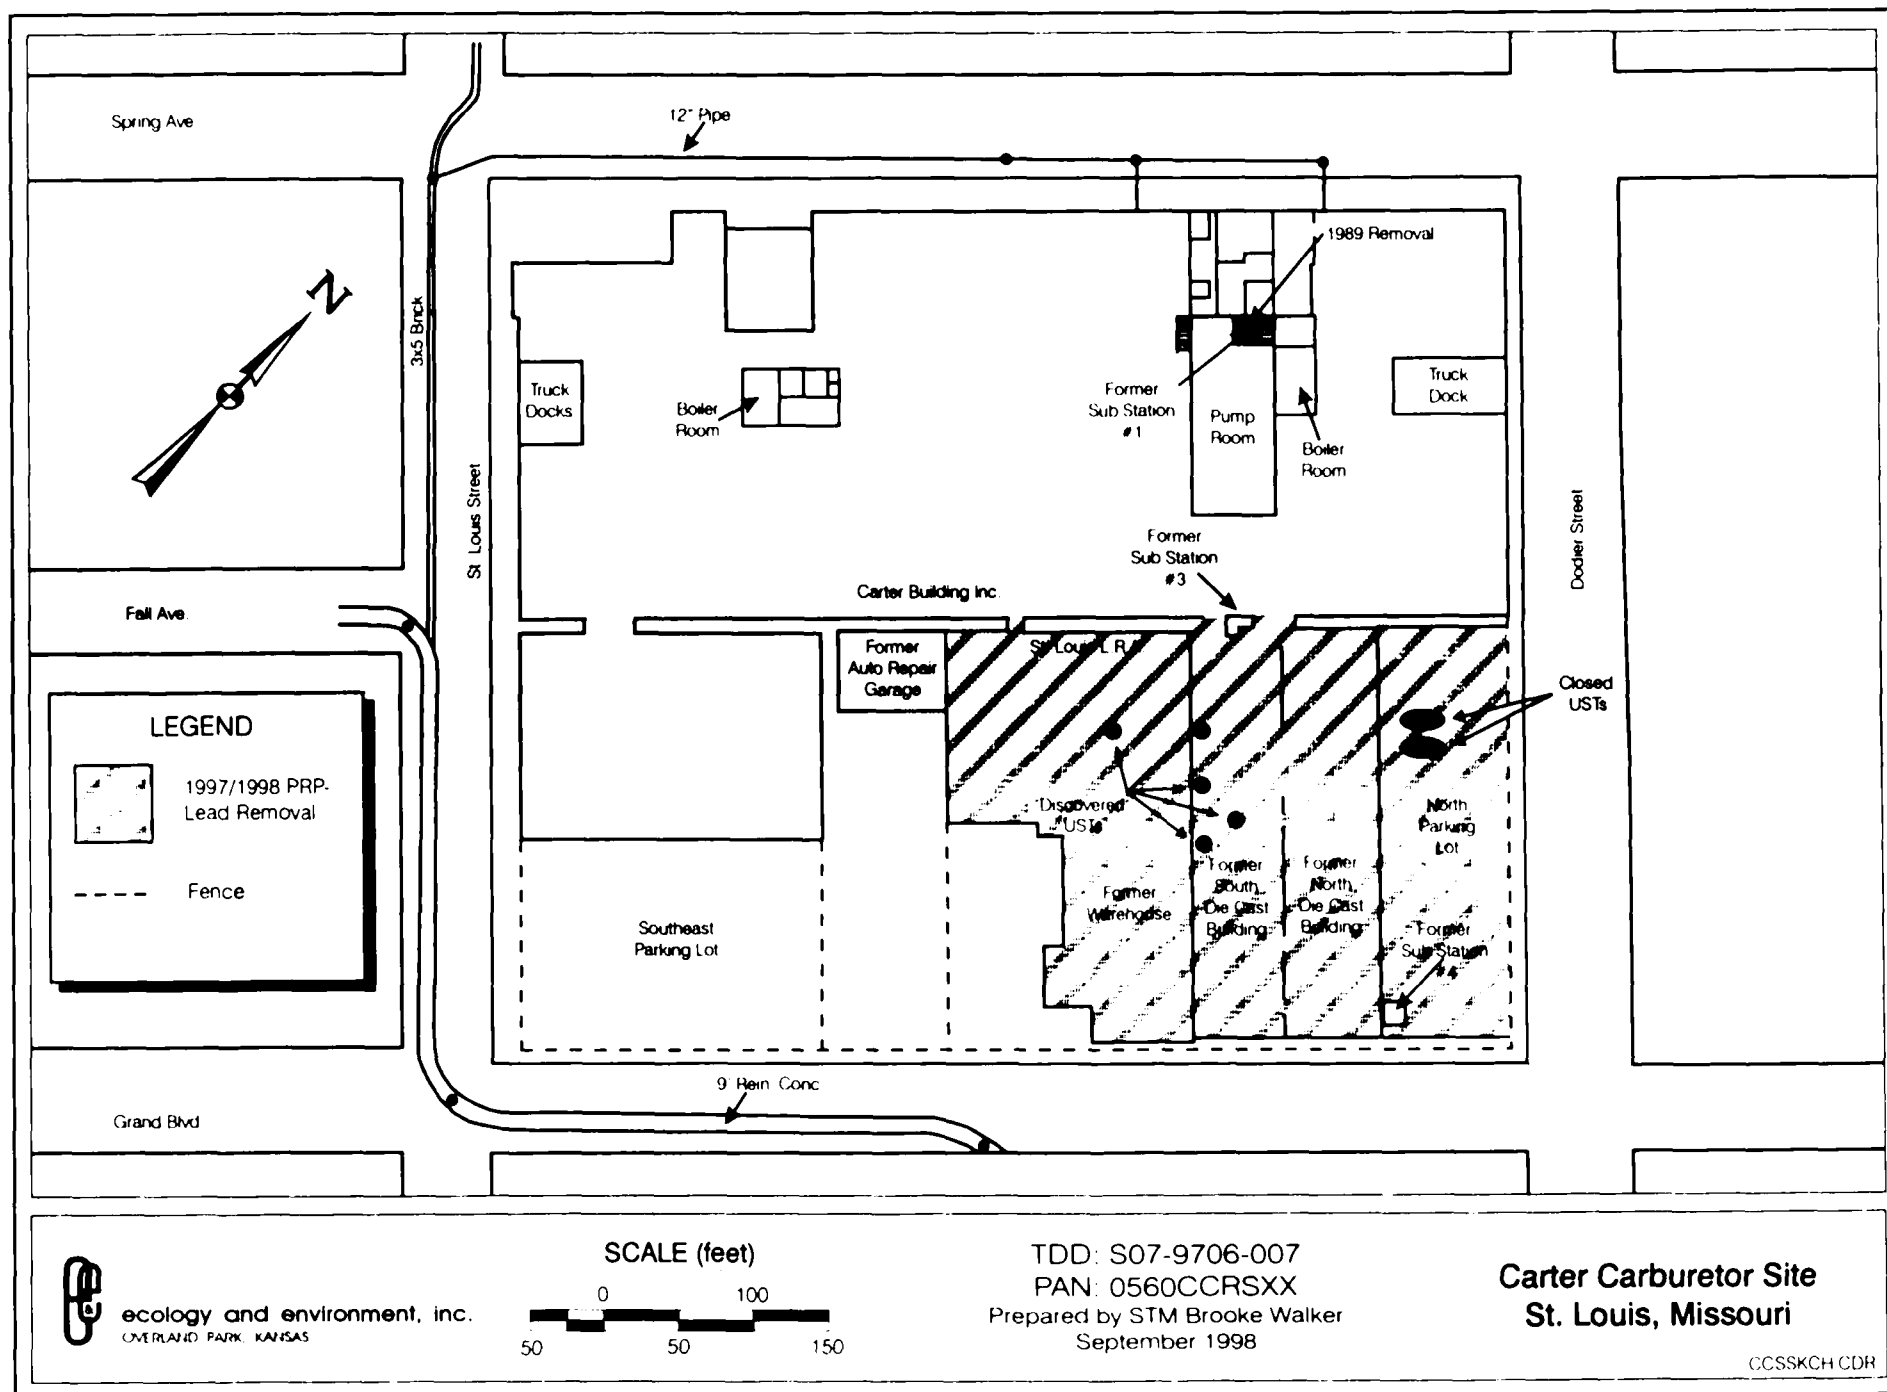 Spring Ave
12" Pipe
1989 Removal
N
3x5 Brick
Truck
Docks
Boiler
Room
Former
Sub Station
#1
Pump
Room
Boiler
Room
Truck
Dock
St Louis Street
Dodier Street
Former
Sub Station
#3
Carter Building Inc.
Fall Ave
Former
Auto Repair
Garage
St. Louis L R A
Closed
USTs
LEGEND
1997/1998 PRP-
Lead Removal
Fence
Discovered
USTs
North
Parking
Lot
Former
Warehouse
Former
South
Die Cast
Building
Former
North
Die Cast
Building
Former
Sub Station
#4
Southeast
Parking Lot
9' Rein Conc
Grand Blvd
ecology and environment, inc.
OVERLAND PARK, KANSAS
SCALE (feet)
0 100
50 50 150
TDD: S07-9706-007
PAN: 0560CCRSXX
Prepared by STM Brooke Walker
September 1998
Carter Carburetor Site
St. Louis, Missouri
CCSSKCH CDR